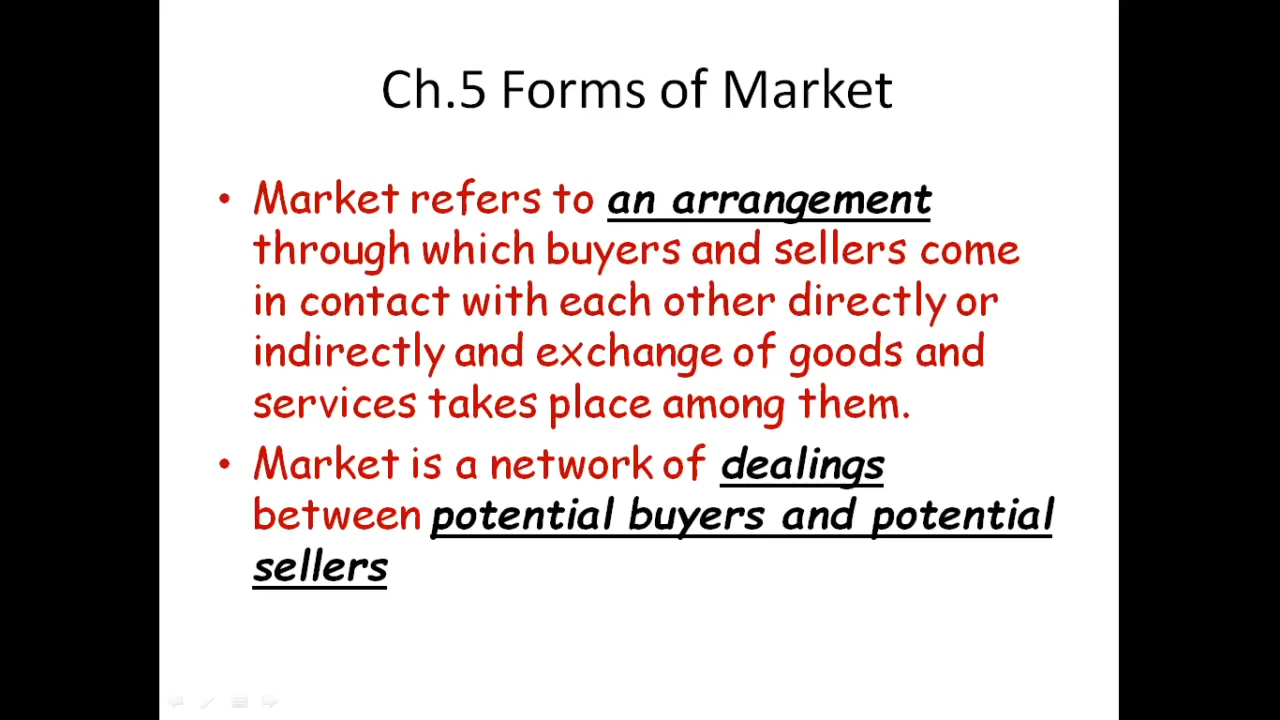 Ch.5 Forms of Market
• Market refers to an arrangement
through which buyers and sellers come
in contact with each other directly or
indirectly and exchange of goods and
services takes place among them.
• Market is a network of dealings
between potential buyers and potential
sellers